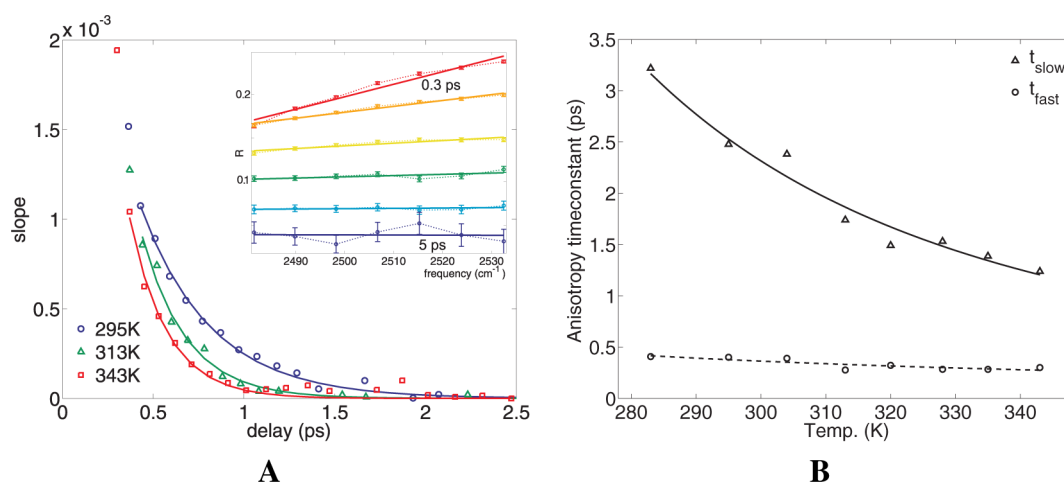 x 10⁻³
2
1.5
1
0.5
0
slope
0
0.5
1
1.5
2
2.5
delay (ps)
295K
313K
343K
0.2
R
0.1
0.3 ps
5 ps
2490
2500
2510
2520
2530
frequency (cm⁻¹)
A
3.5
3
2.5
2
1.5
1
0.5
0
Anisotropy timeconstant (ps)
t_slow
t_fast
280
290
300
310
320
330
340
Temp. (K)
B